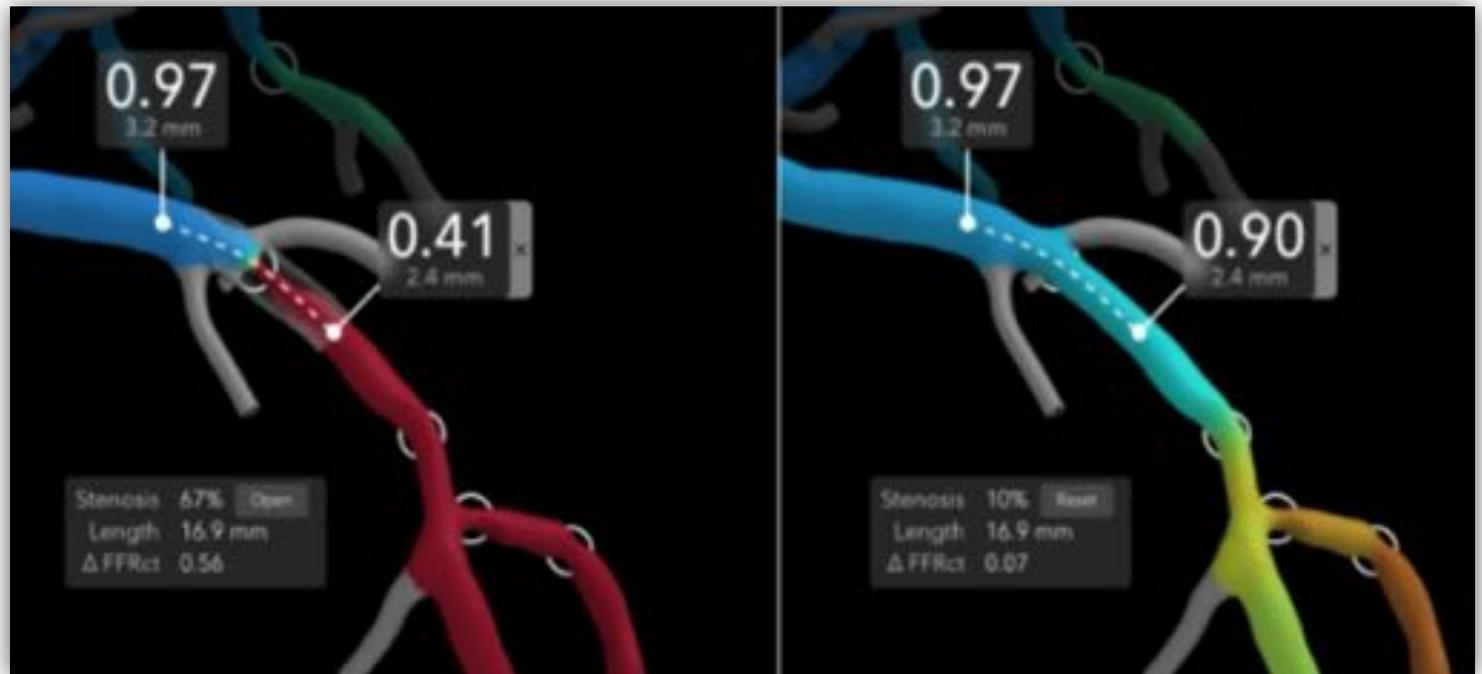 0.97
3.2 mm
0.41
2.4 mm
×
Stenosis 67% Open
Length 16.9 mm
Δ FFRct 0.56
0.97
3.2 mm
0.90
2.4 mm
×
Stenosis 10% Reset
Length 16.9 mm
Δ FFRct 0.07